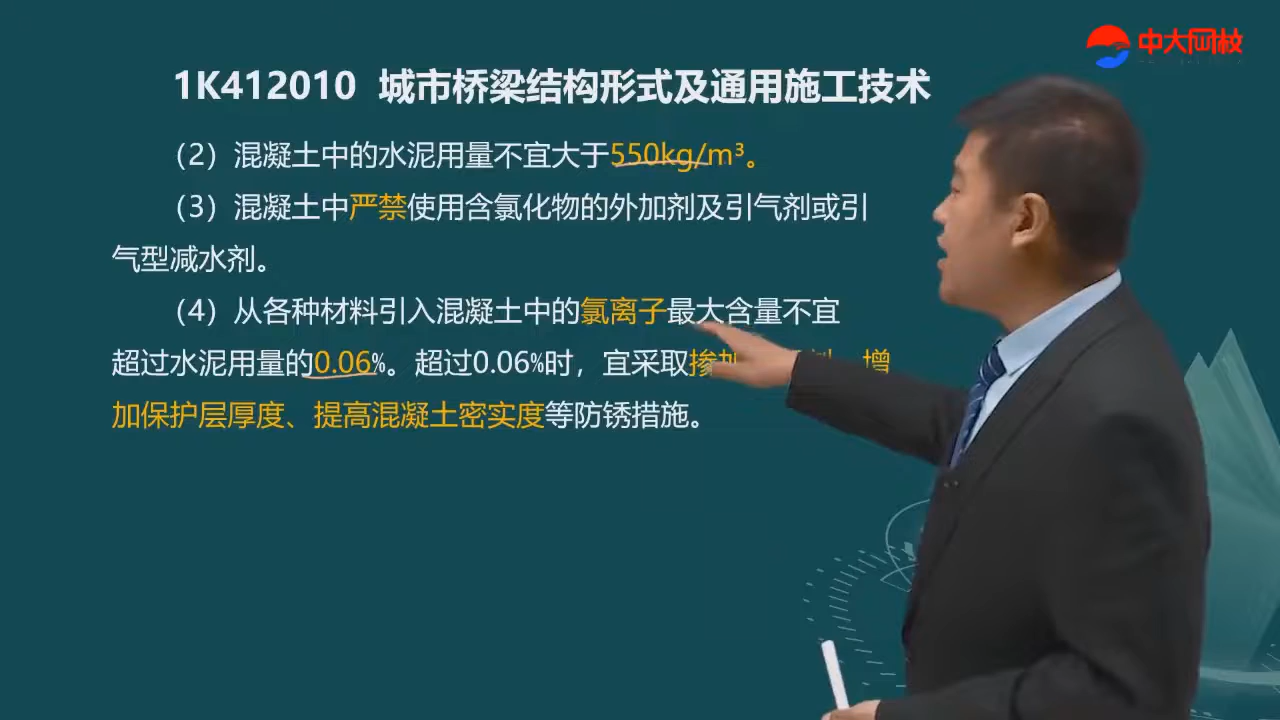 中大网校
1K412010 城市桥梁结构形式及通用施工技术
（2）混凝土中的水泥用量不宜大于550kg/m³。
（3）混凝土中严禁使用含氯化物的外加剂及引气剂或引
气型减水剂。
（4）从各种材料引入混凝土中的氯离子最大含量不宜
超过水泥用量的0.06%。超过0.06%时，宜采取掺加 、增
加保护层厚度、提高混凝土密实度等防锈措施。